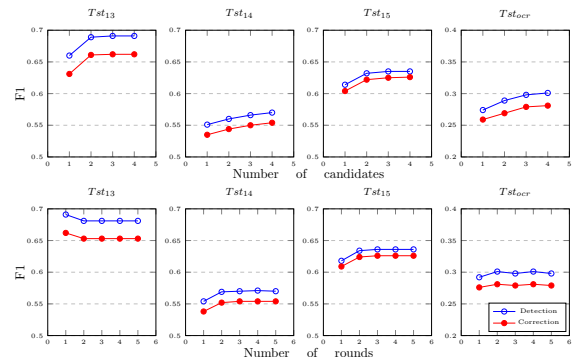 Tst13 Tst14 Tst15 Tstocr
0.7 0.7 0.7 0.4
0.65 0.65 0.65 0.35
0.6 0.6 0.6 0.3
0.55 0.55 0.55 0.25
0.5 0.5 0.5 0.2
0 1 2 3 4 5 0 1 2 3 4 5 0 1 2 3 4 5 0 1 2 3 4 5
F1
Number of candidates
Tst13 Tst14 Tst15 Tstocr
0.7 0.7 0.7 0.4
0.65 0.65 0.65 0.35
0.6 0.6 0.6 0.3
0.55 0.55 0.55 0.25
0.5 0.5 0.5 0.2
0 1 2 3 4 5 6 0 1 2 3 4 5 6 0 1 2 3 4 5 6 0 1 2 3 4 5 6
F1
Detection
Correction
Number of rounds